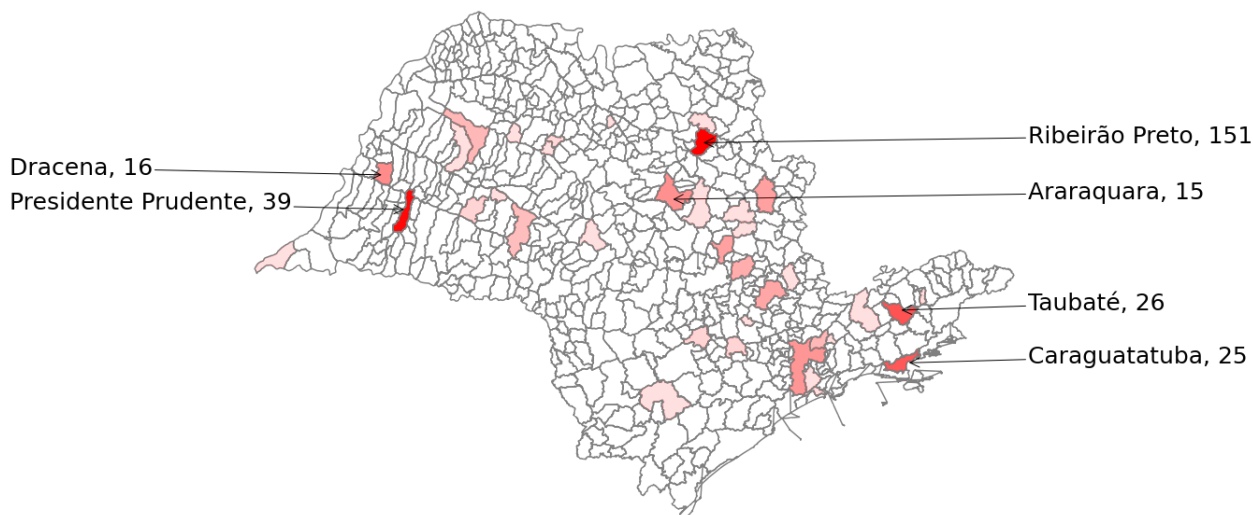 Ribeirão Preto, 151
Dracena, 16
Araraquara, 15
Presidente Prudente, 39
Taubaté, 26
Caraguatatuba, 25